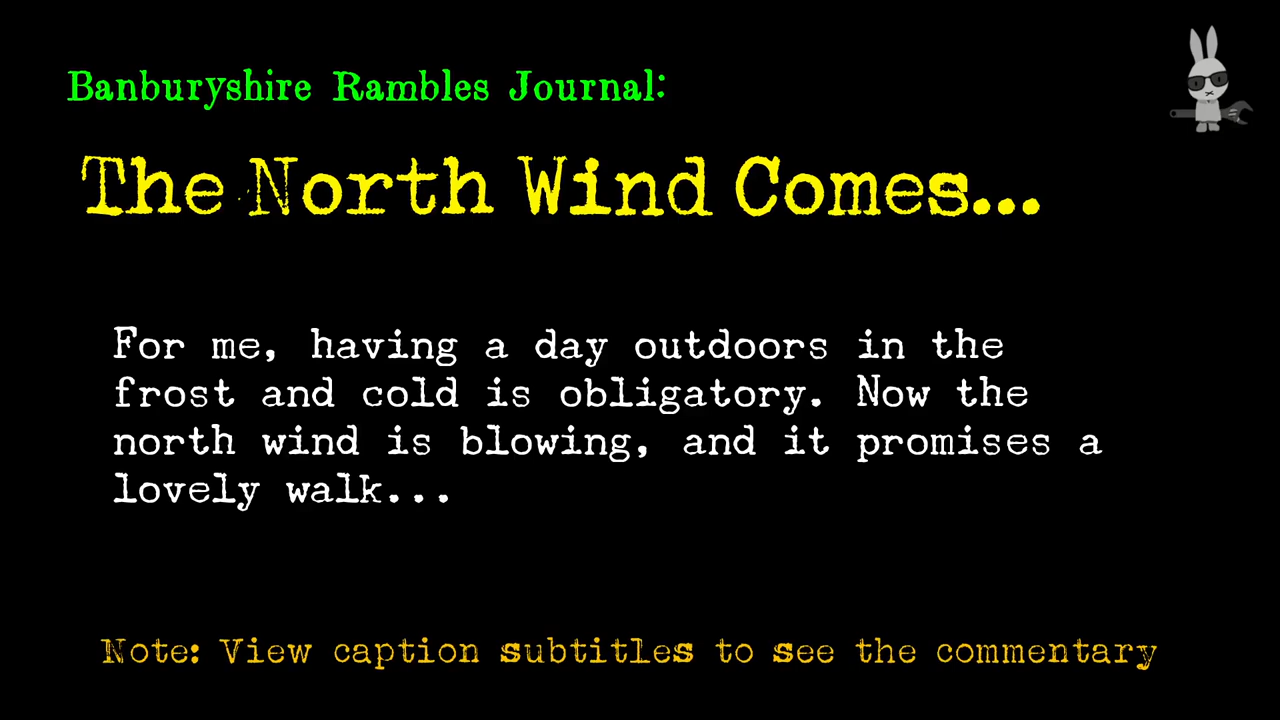 Banburyshire Rambles Journal:
The North Wind Comes...
For me, having a day outdoors in the
frost and cold is obligatory. Now the
north wind is blowing, and it promises a
lovely walk...
Note: View caption subtitles to see the commentary